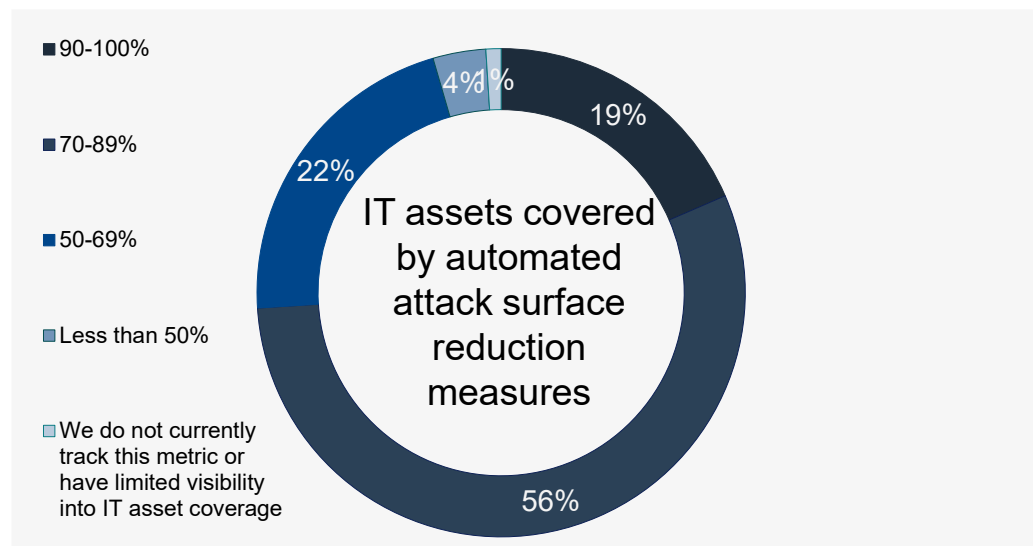 90-100%
70-89%
50-69%
Less than 50%
We do not currently
track this metric or
have limited visibility
into IT asset coverage
4%
1%
19%
22%
56%
IT assets covered
by automated
attack surface
reduction
measures